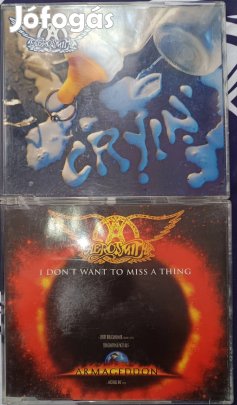 Jófogás
AEROSMITH
CRYIN'
AEROSMITH
I DON'T WANT TO MISS A THING
ARMAGEDDON